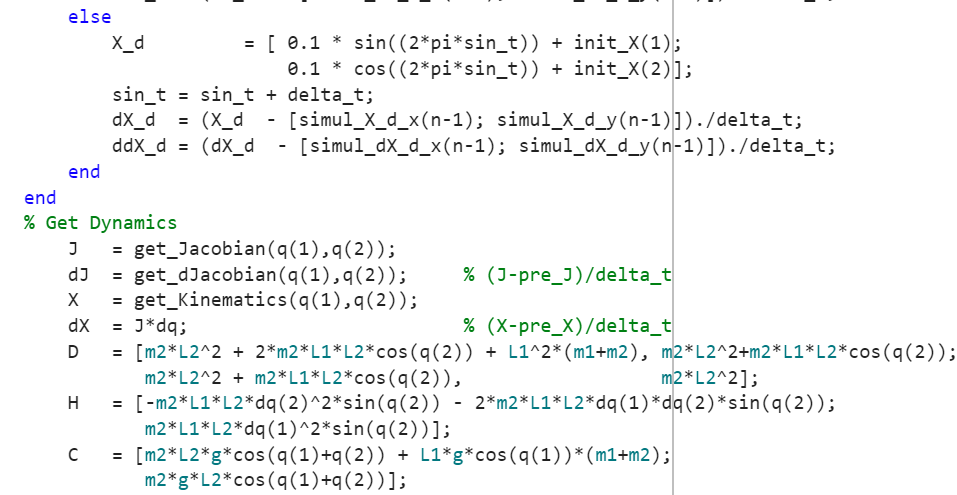 else
X_d = [ 0.1 * sin((2*pi*sin_t)) + init_X(1);
0.1 * cos((2*pi*sin_t)) + init_X(2)];
sin_t = sin_t + delta_t;
dX_d = (X_d - [simul_X_d_x(n-1); simul_X_d_y(n-1)])./delta_t;
ddX_d = (dX_d - [simul_dX_d_x(n-1); simul_dX_d_y(n-1)])./delta_t;
end
end
% Get Dynamics
J = get_Jacobian(q(1),q(2));
dJ = get_dJacobian(q(1),q(2)); % (J-pre_J)/delta_t
X = get_Kinematics(q(1),q(2));
dX = J*dq; % (X-pre_X)/delta_t
D = [m2*L2^2 + 2*m2*L1*L2*cos(q(2)) + L1^2*(m1+m2), m2*L2^2+m2*L1*L2*cos(q(2));
m2*L2^2 + m2*L1*L2*cos(q(2)), m2*L2^2];
H = [-m2*L1*L2*dq(2)^2*sin(q(2)) - 2*m2*L1*L2*dq(1)*dq(2)*sin(q(2));
m2*L1*L2*dq(1)^2*sin(q(2))];
C = [m2*L2*g*cos(q(1)+q(2)) + L1*g*cos(q(1))*(m1+m2);
m2*g*L2*cos(q(1)+q(2))];